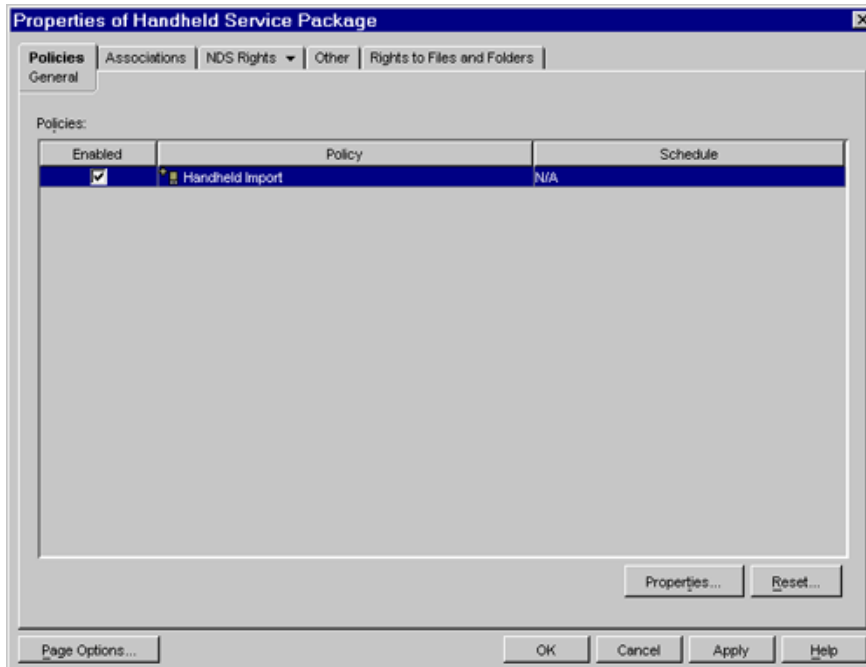 Properties of Handheld Service Package
Policies Associations NDS Rights Other Rights to Files and Folders
General
Policies:
Enabled Policy Schedule
Handheld Import N/A
Properties... Reset...
Page Options... OK Cancel Apply Help